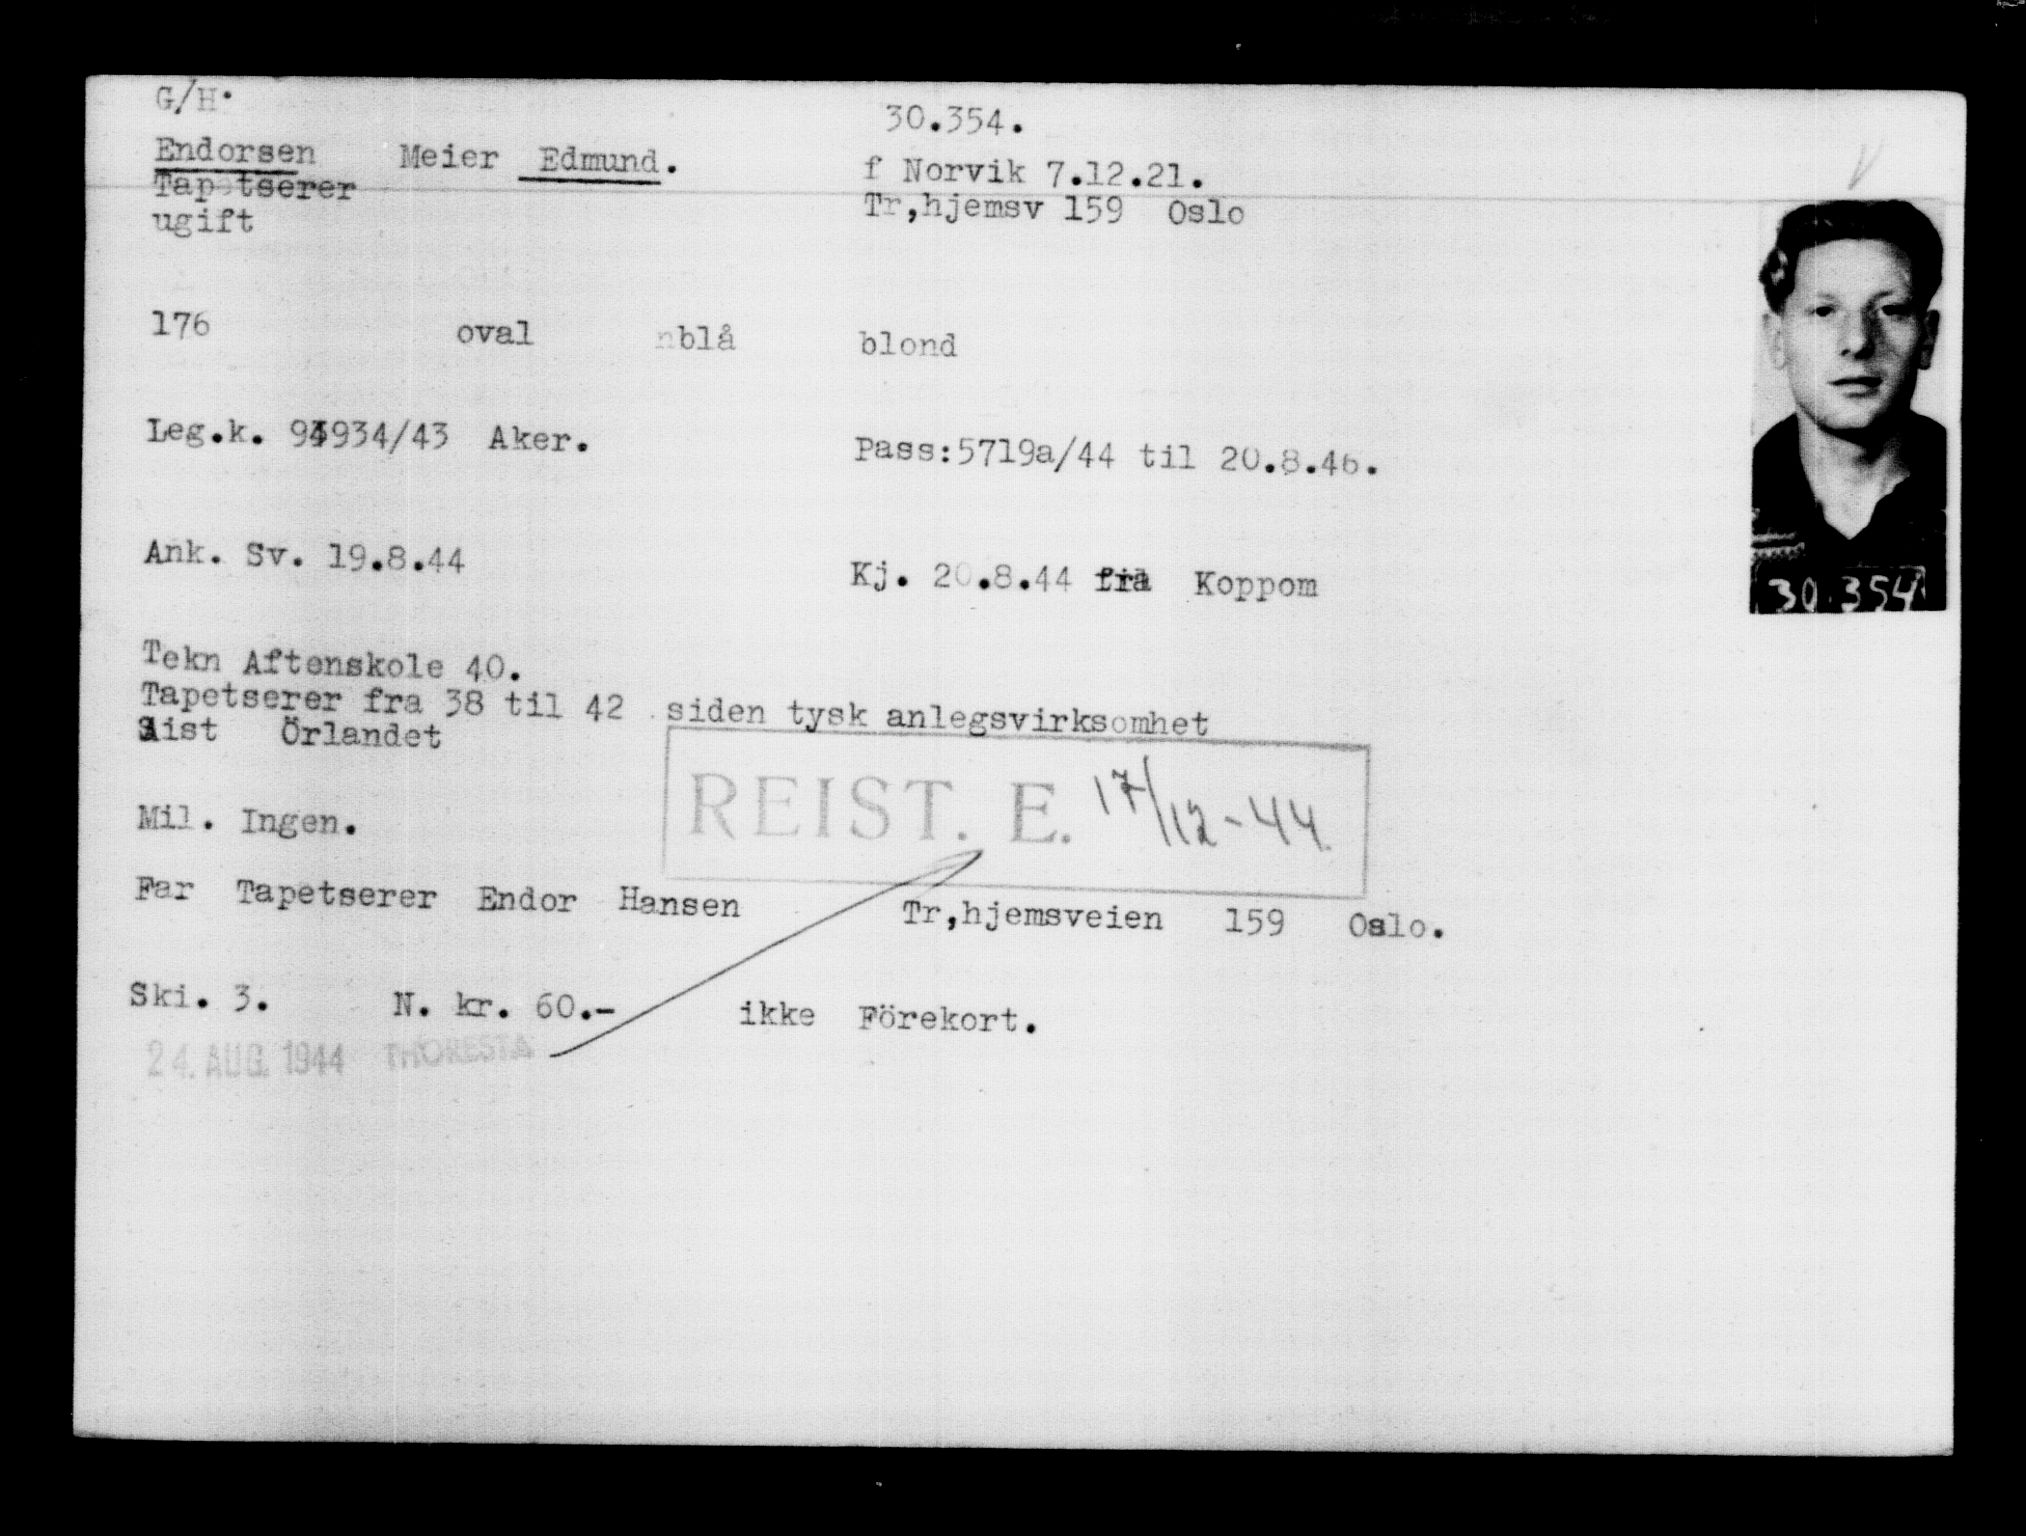 G/H.
30.354.
Endorsen Meier Edmund.
f Norvik 7.12.21.
Tapetserer
Tr,hjemsv 159 Oslo
ugift
176 oval blå blond
Leg.k. 94934/43 Aker.
Pass:5719a/44 til 20.8.46.
Ank. Sv. 19.8.44
Kj. 20.8.44 fra Koppom
30.354
Tekn Aftenskole 40.
Tapetserer fra 38 til 42 siden tysk anlegsvirksomhet
Sist Örlandet
REIST. E. 17/12-44.
Mil. Ingen.
Far Tapetserer Endor Hansen Tr,hjemsveien 159 Oslo.
Ski. 3. N. kr. 60.- ikke Förekort.
24. AUG. 1944 THORESTA